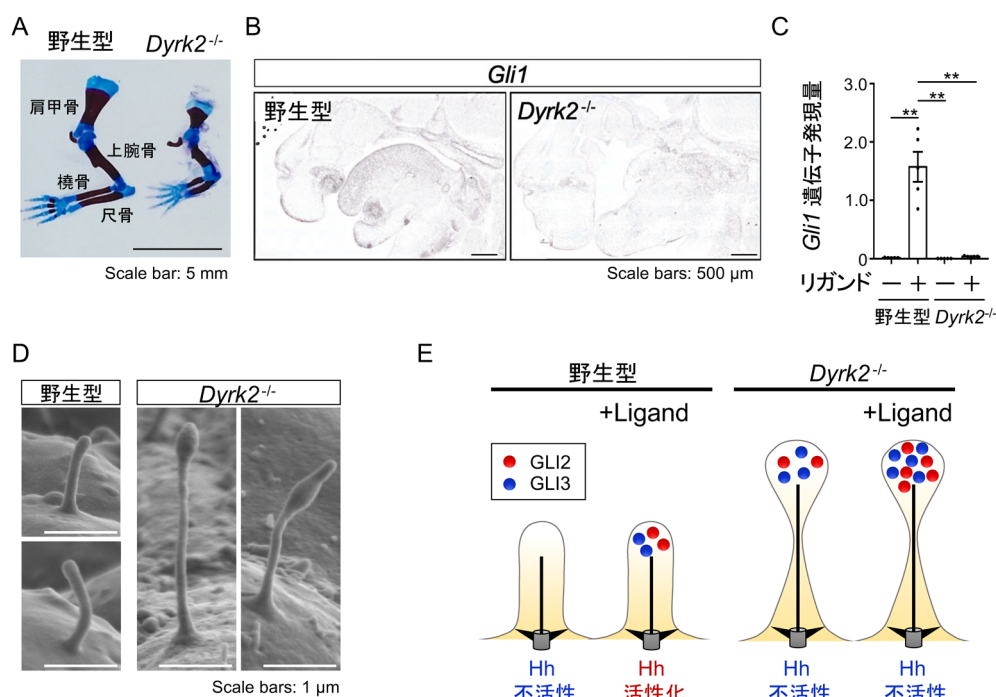 A
野生型 Dyrk2-/-
肩甲骨
上腕骨
橈骨
尺骨
Scale bar: 5 mm
B
Gli1
野生型
Dyrk2-/-
Scale bars: 500 µm
C
Gli1 遺伝子発現量
3.0
2.0
1.0
0
**
**
**
リガンド − + − +
野生型 Dyrk2-/-
D
野生型
Dyrk2-/-
Scale bars: 1 µm
E
野生型
Dyrk2-/-
+Ligand
+Ligand
GLI2
GLI3
Hh
不活性
Hh
活性化
Hh
不活性
Hh
不活性